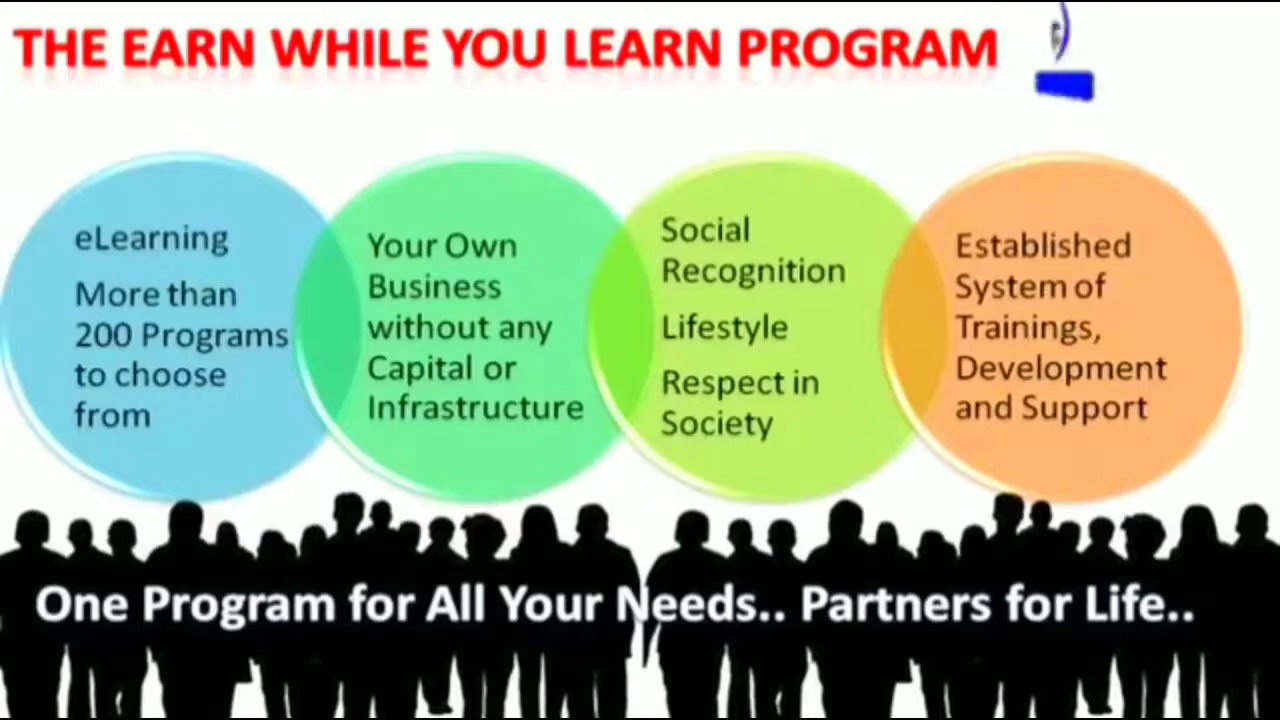 THE EARN WHILE YOU LEARN PROGRAM
eLearning
More than
200 Programs
to choose
from
Your Own
Business
without any
Capital or
Infrastructure
Social
Recognition
Lifestyle
Respect in
Society
Established
System of
Trainings,
Development
and Support
One Program for All Your Needs.. Partners for Life..